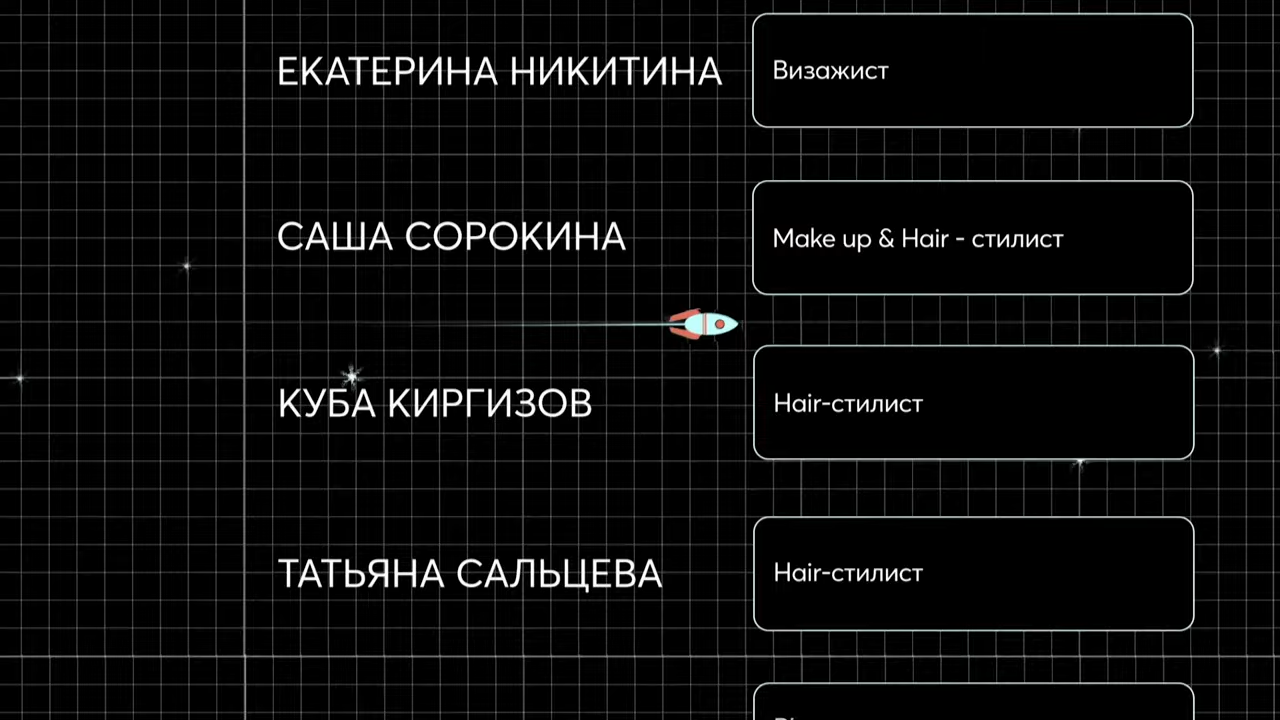 ЕКАТЕРИНА НИКИТИНА
Визажист
САША СОРОКИНА
Make up & Hair - стилист
КУБА КИРГИЗОВ
Hair-стилист
ТАТЬЯНА САЛЬЦЕВА
Hair-стилист